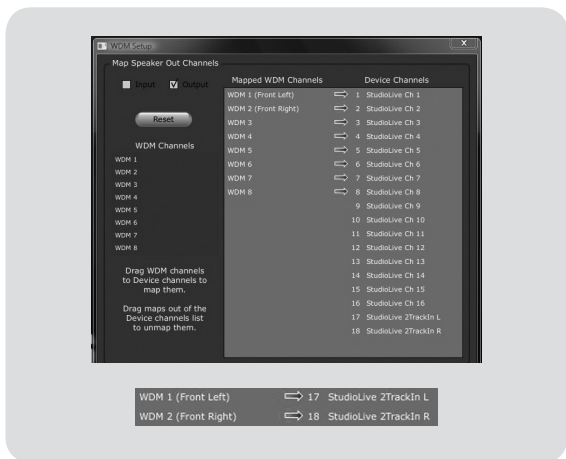 WDM Setup
Map Speaker Out Channels
Input Output
Reset
WDM Channels
WDM 1
WDM 2
WDM 3
WDM 4
WDM 5
WDM 6
WDM 7
WDM 8
Drag WDM channels
to Device channels to
map them.
Drag maps out of the
Device channels list
to unmap them.
Mapped WDM Channels Device Channels
WDM 1 (Front Left) 1 StudioLive Ch 1
WDM 2 (Front Right) 2 StudioLive Ch 2
WDM 3 3 StudioLive Ch 3
WDM 4 4 StudioLive Ch 4
WDM 5 5 StudioLive Ch 5
WDM 6 6 StudioLive Ch 6
WDM 7 7 StudioLive Ch 7
WDM 8 8 StudioLive Ch 8
9 StudioLive Ch 9
10 StudioLive Ch 10
11 StudioLive Ch 11
12 StudioLive Ch 12
13 StudioLive Ch 13
14 StudioLive Ch 14
15 StudioLive Ch 15
16 StudioLive Ch 16
17 StudioLive 2TrackIn L
18 StudioLive 2TrackIn R
WDM 1 (Front Left) 17 StudioLive 2TrackIn L
WDM 2 (Front Right) 18 StudioLive 2TrackIn R